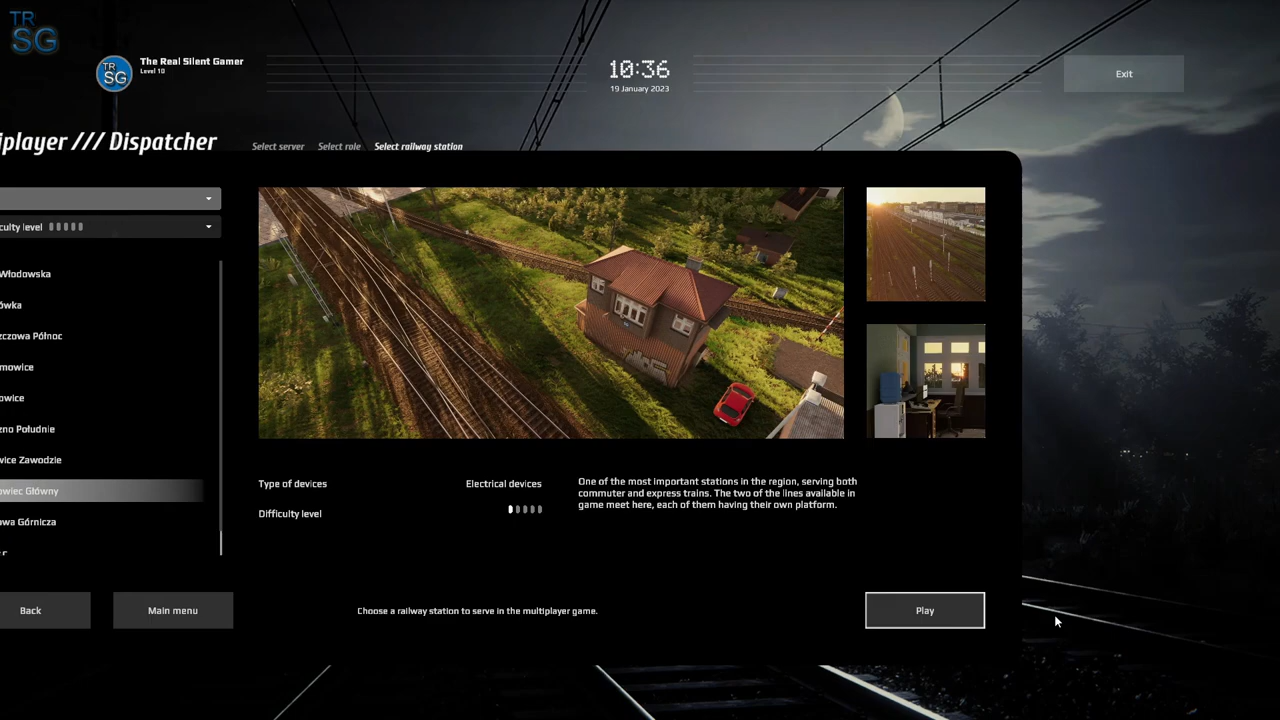 TR
SG
TR
SG
The Real Silent Gamer
Level 10
10:36
19 January 2023
Exit
iplayer /// Dispatcher
Select server
Select role
Select railway station
culty level
Włodowska
ówka
zczowa Północ
mowice
owice
zno Południe
wice Zawodzie
owiec Główny
owa Górnicza
Type of devices
Electrical devices
Difficulty level
One of the most important stations in the region, serving both
commuter and express trains. The two of the lines available in
game meet here, each of them having their own platform.
Back
Main menu
Choose a railway station to serve in the multiplayer game.
Play